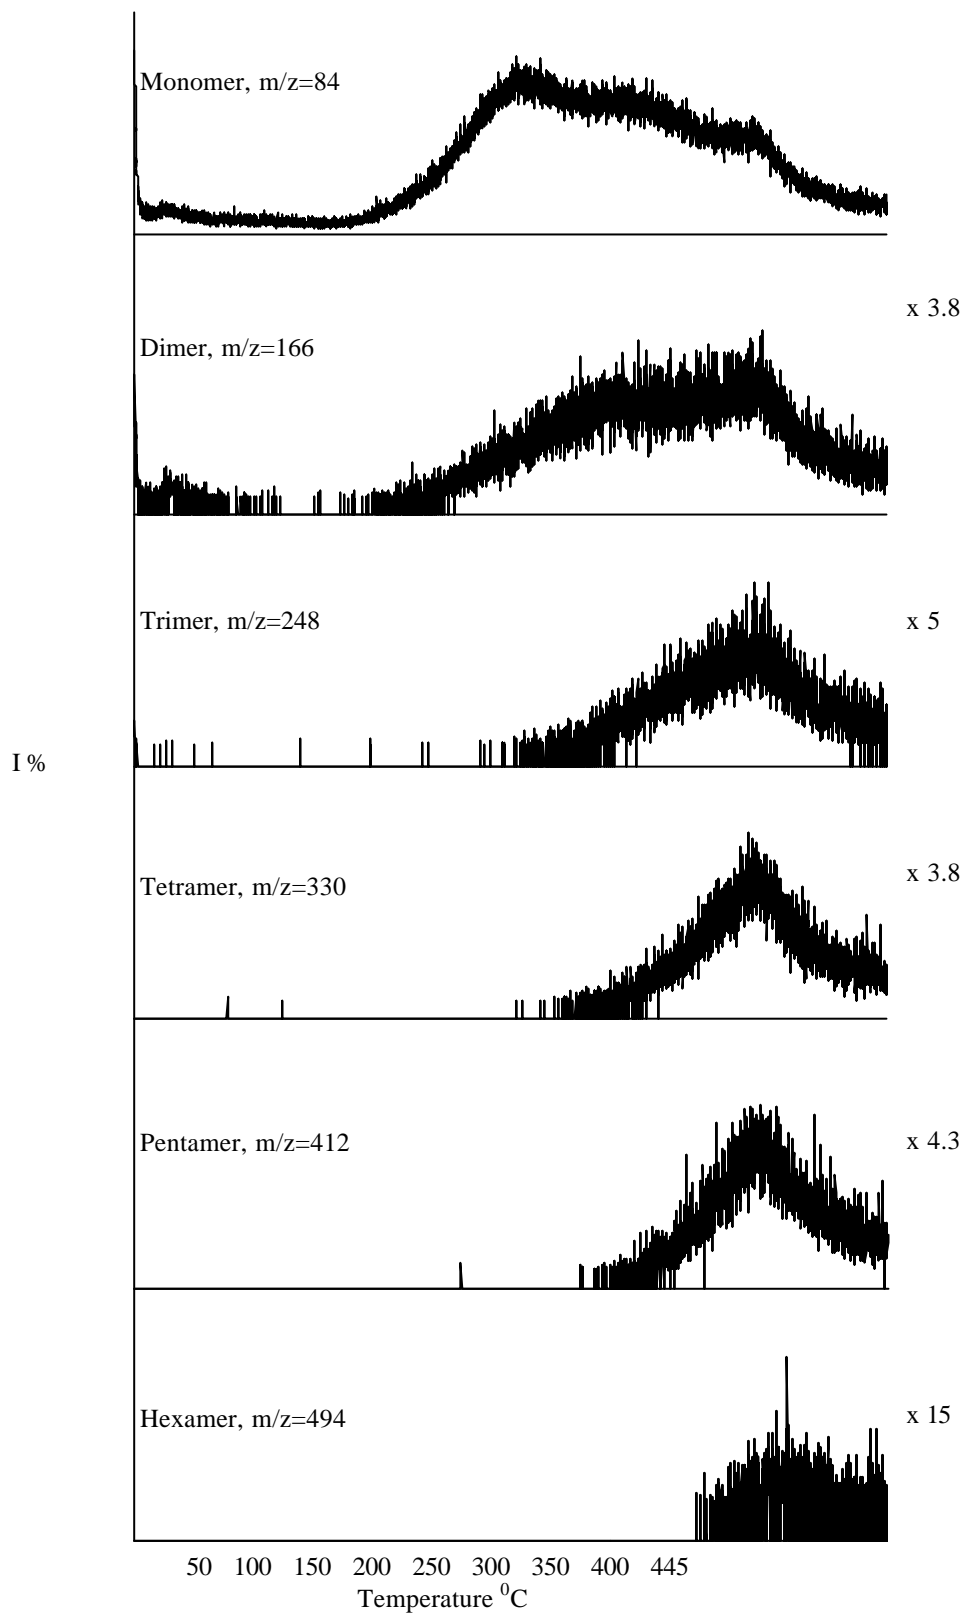 Monomer, m/z=84
x 3.8
Dimer, m/z=166
Trimer, m/z=248
x 5
I %
x 3.8
Tetramer, m/z=330
Pentamer, m/z=412
x 4.3
Hexamer, m/z=494
x 15
50 100 150 200 250 300 350 400 445
Temperature ⁰C